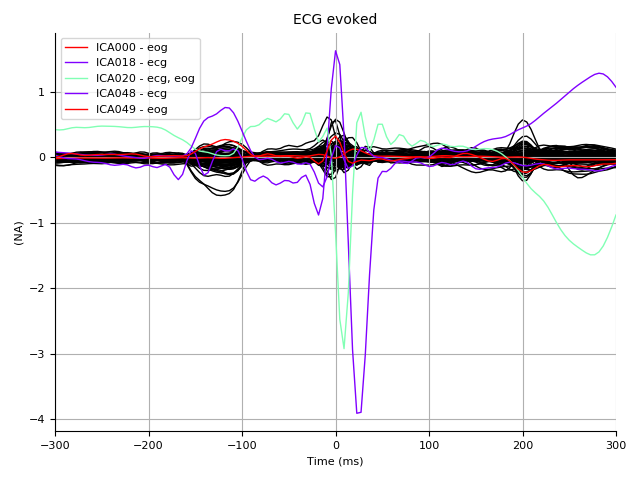 ECG evoked
ICA000 - eog
ICA018 - ecg
ICA020 - ecg, eog
ICA048 - ecg
ICA049 - eog
1
0
−1
−2
−3
−4
(NA)
−300 −200 −100 0 100 200 300
Time (ms)